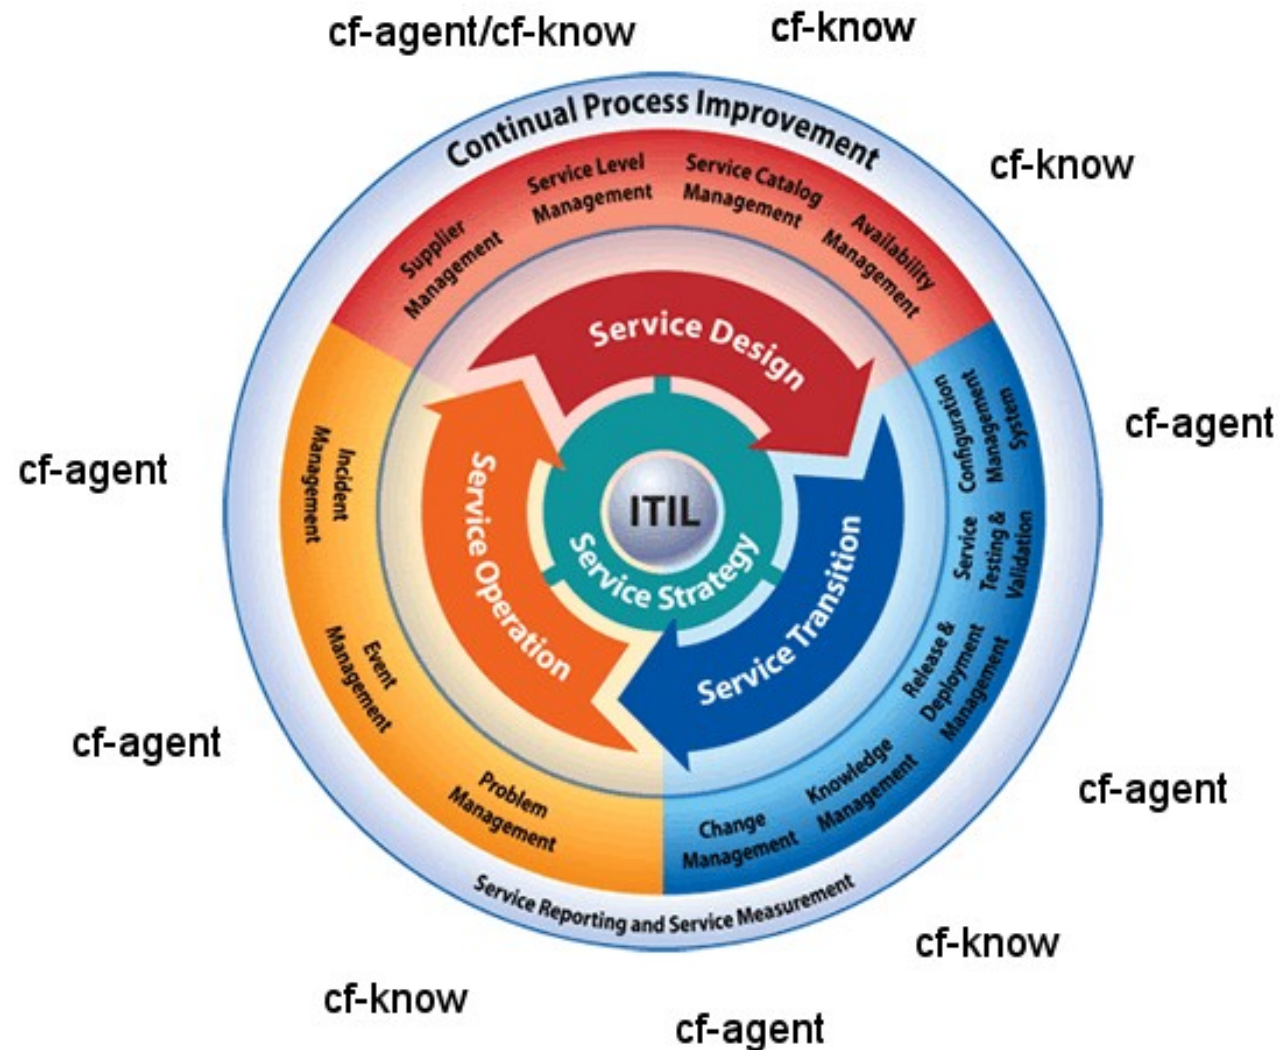 cf-agent/cf-know
cf-know
cf-know
Continual Process Improvement
Supplier
Management
Service Level
Management
Service Catalog
Management
Availability
Management
Service Design
cf-agent
Configuration
Management
System
cf-agent
Incident
Management
Service Operation
ITIL
Service Strategy
Service Transition
Service
Testing &
Validation
Release &
Deployment
Management
Event
Management
cf-agent
cf-agent
Knowledge
Management
Problem
Management
Change
Management
Service Reporting and Service Measurement
cf-know
cf-know
cf-agent